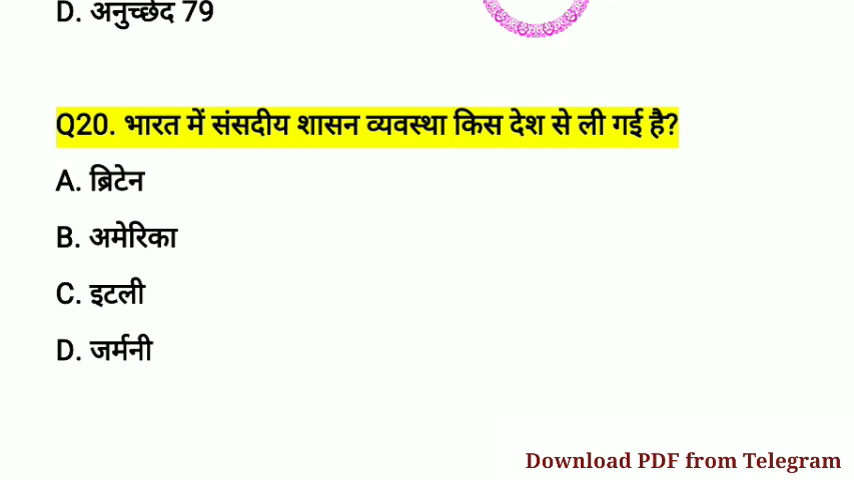 D. अनुच्छेद 79
Q20. भारत में संसदीय शासन व्यवस्था किस देश से ली गई है?
A. ब्रिटेन
B. अमेरिका
C. इटली
D. जर्मनी
Download PDF from Telegram